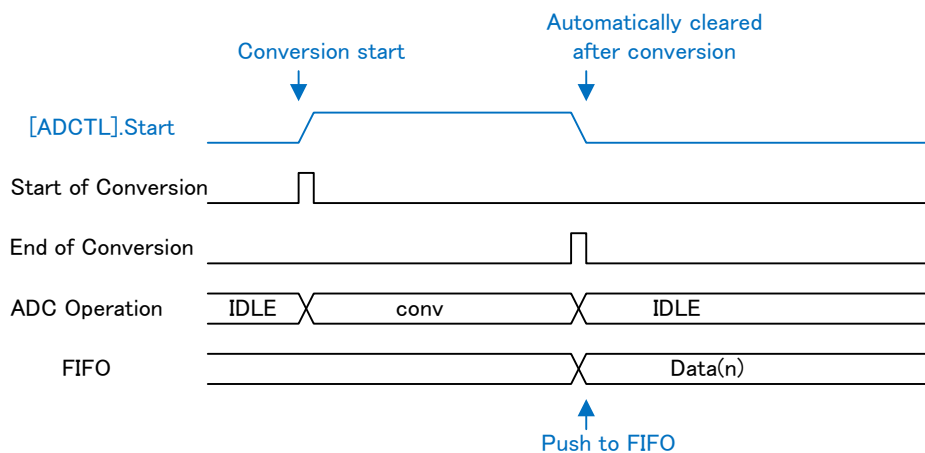 Automatically cleared
Conversion start
after conversion
[ADCTL].Start
Start of Conversion
End of Conversion
ADC Operation
IDLE
conv
IDLE
FIFO
Data(n)
Push to FIFO